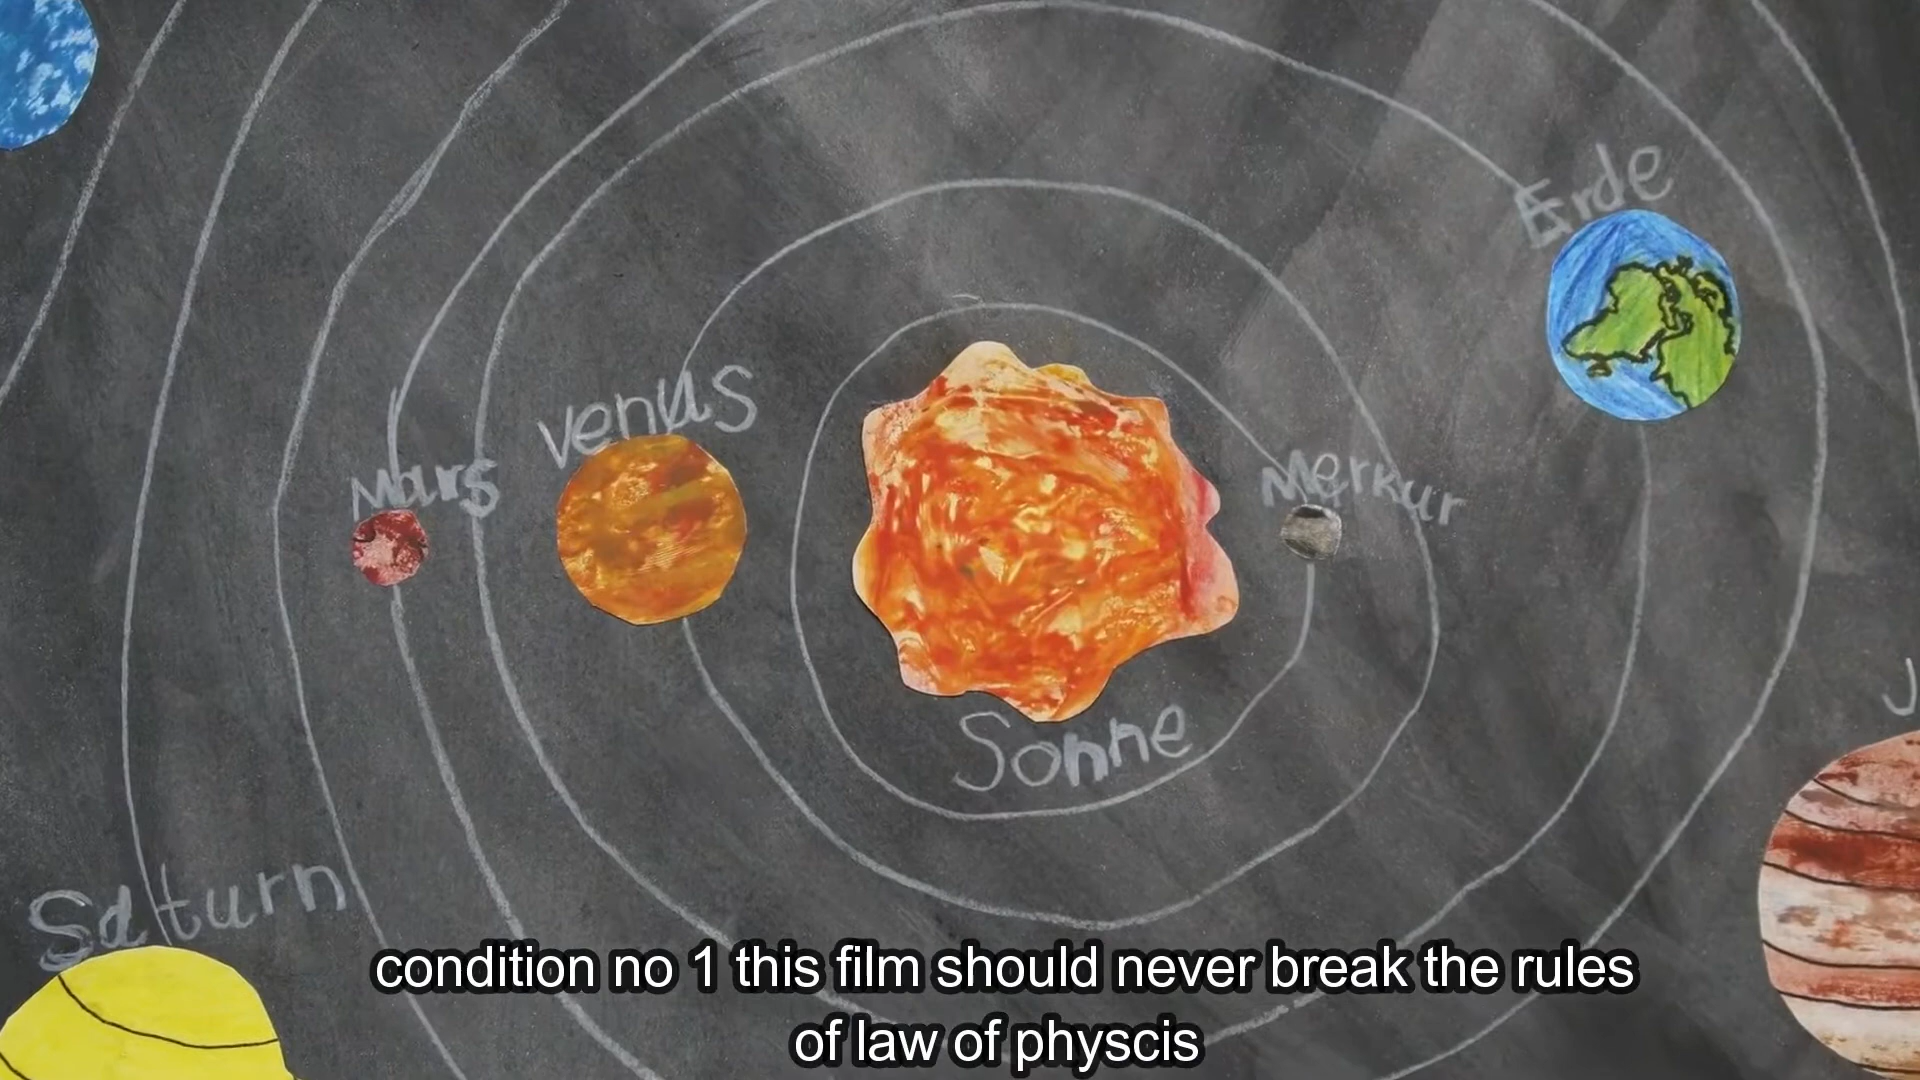 Erde
venus
Mars
Merkur
Sonne
Saturn
J
condition no 1 this film should never break the rules
of law of physcis